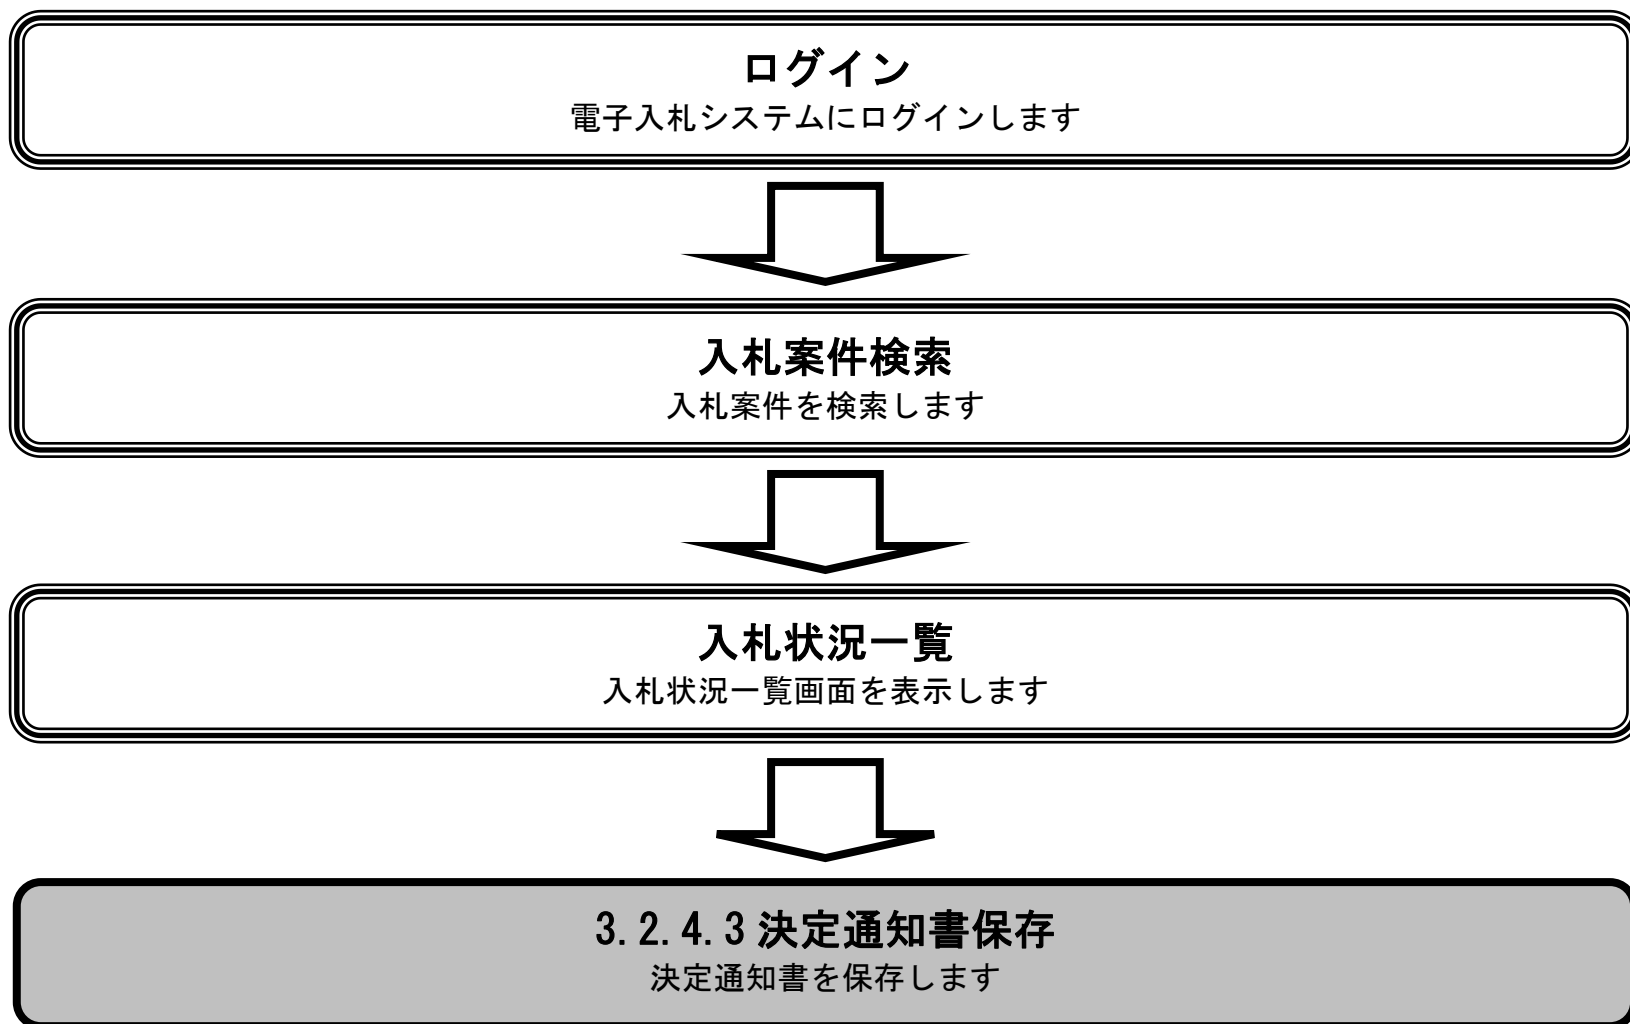 ログイン
電子入札システムにログインします
入札案件検索
入札案件を検索します
入札状況一覧
入札状況一覧画面を表示します
3.2.4.3決定通知書保存
決定通知書を保存します